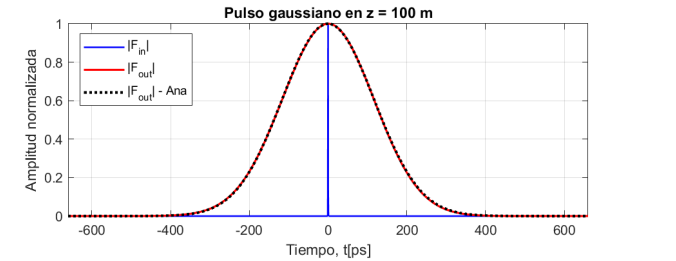 Pulso gaussiano en z = 100 m
|F_in|
|F_out|
|F_out| - Ana
Amplitud normalizada
1
0.8
0.6
0.4
0.2
0
-600 -400 -200 0 200 400 600
Tiempo, t[ps]